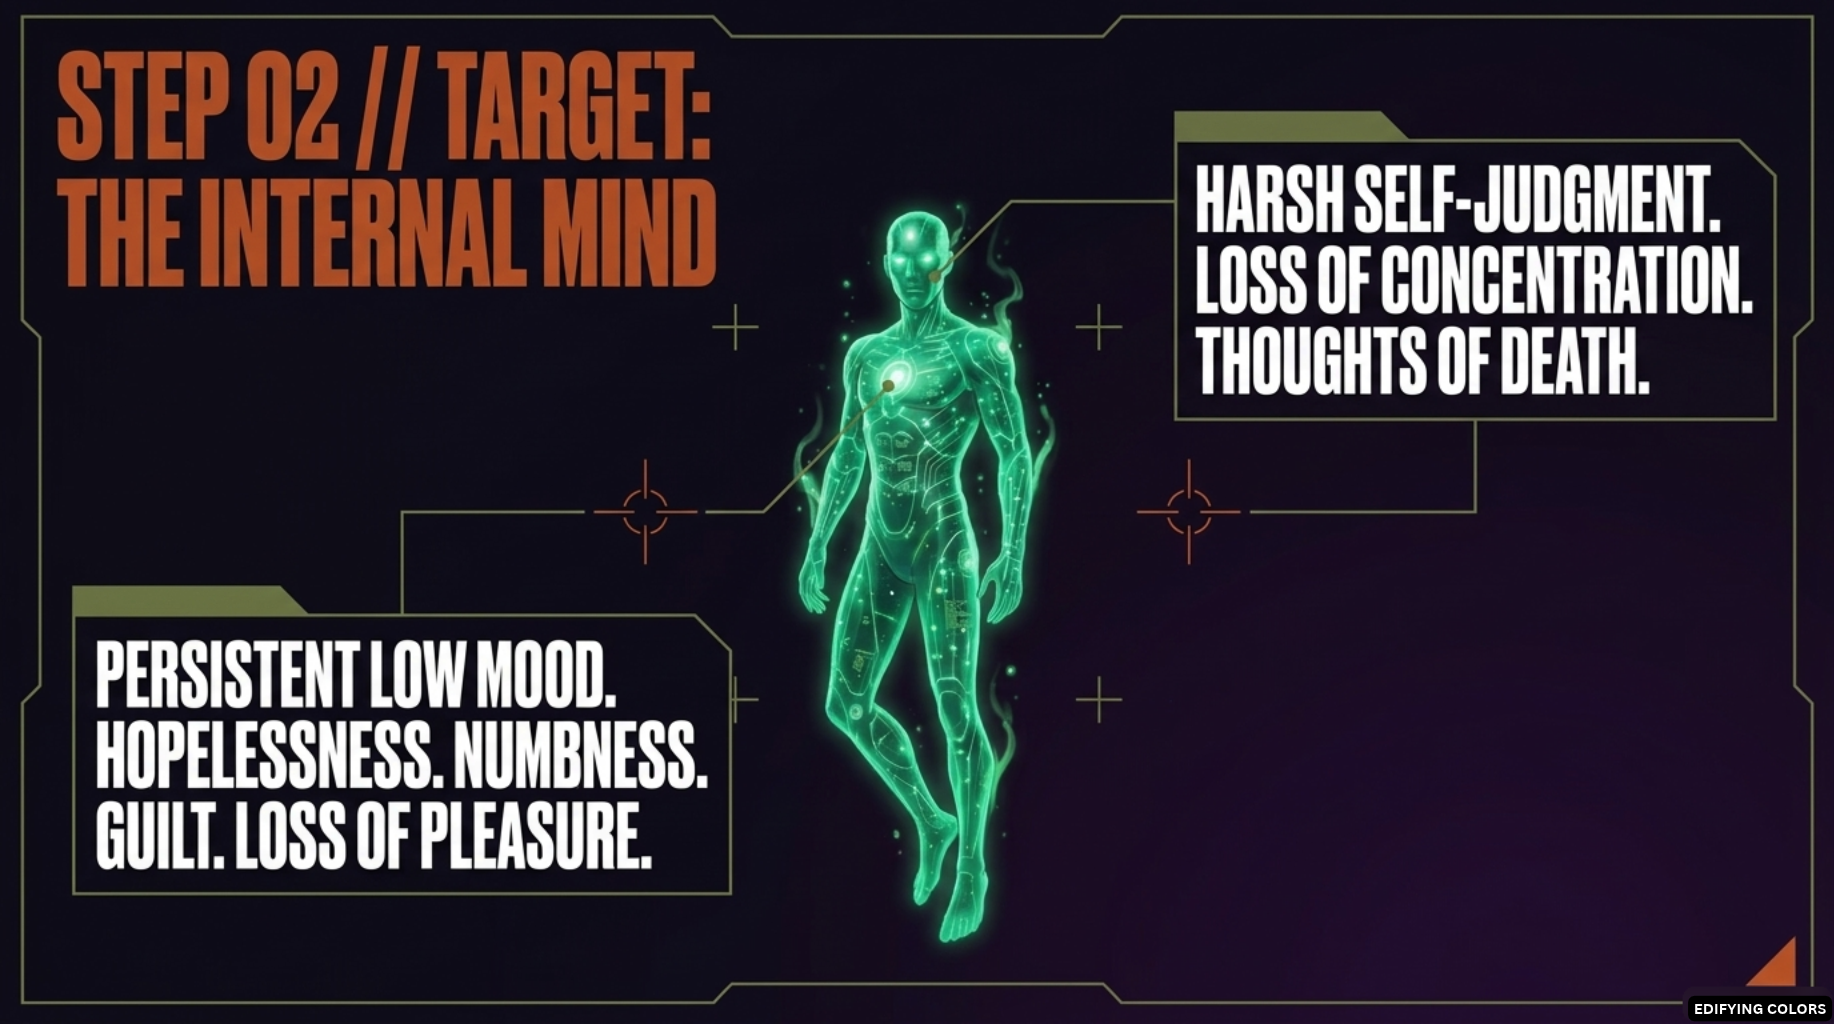 STEP 02 // TARGET:
THE INTERNAL MIND
HARSH SELF-JUDGMENT.
LOSS OF CONCENTRATION.
THOUGHTS OF DEATH.
PERSISTENT LOW MOOD.
HOPELESSNESS. NUMBNESS.
GUILT. LOSS OF PLEASURE.
EDIFYING COLORS